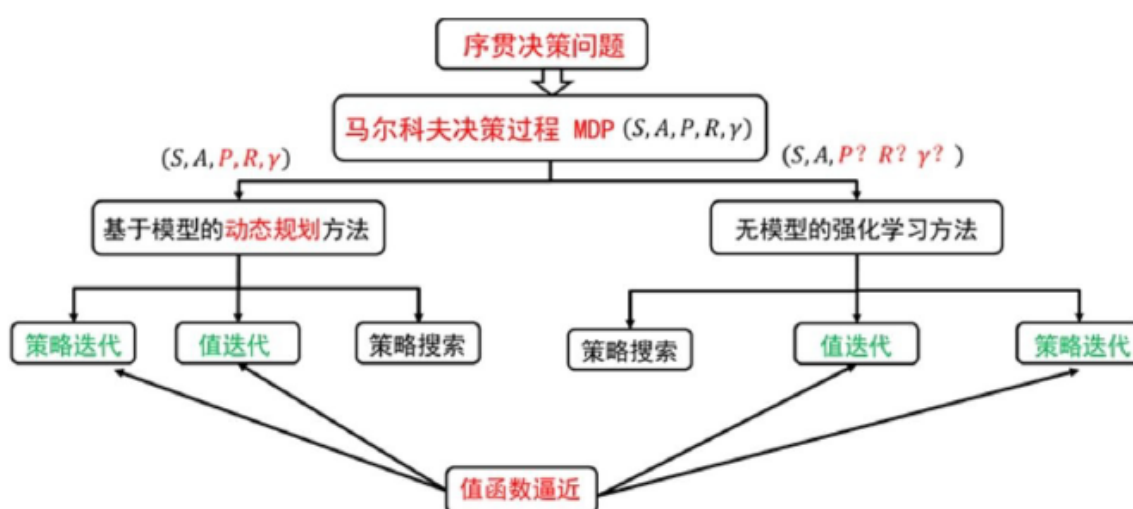 序贯决策问题
马尔科夫决策过程 MDP (S,A,P,R,γ)
(S,A,P,R,γ)
(S,A,P？R？γ？)
基于模型的动态规划方法
无模型的强化学习方法
策略迭代
值迭代
策略搜索
策略搜索
值迭代
策略迭代
值函数逼近